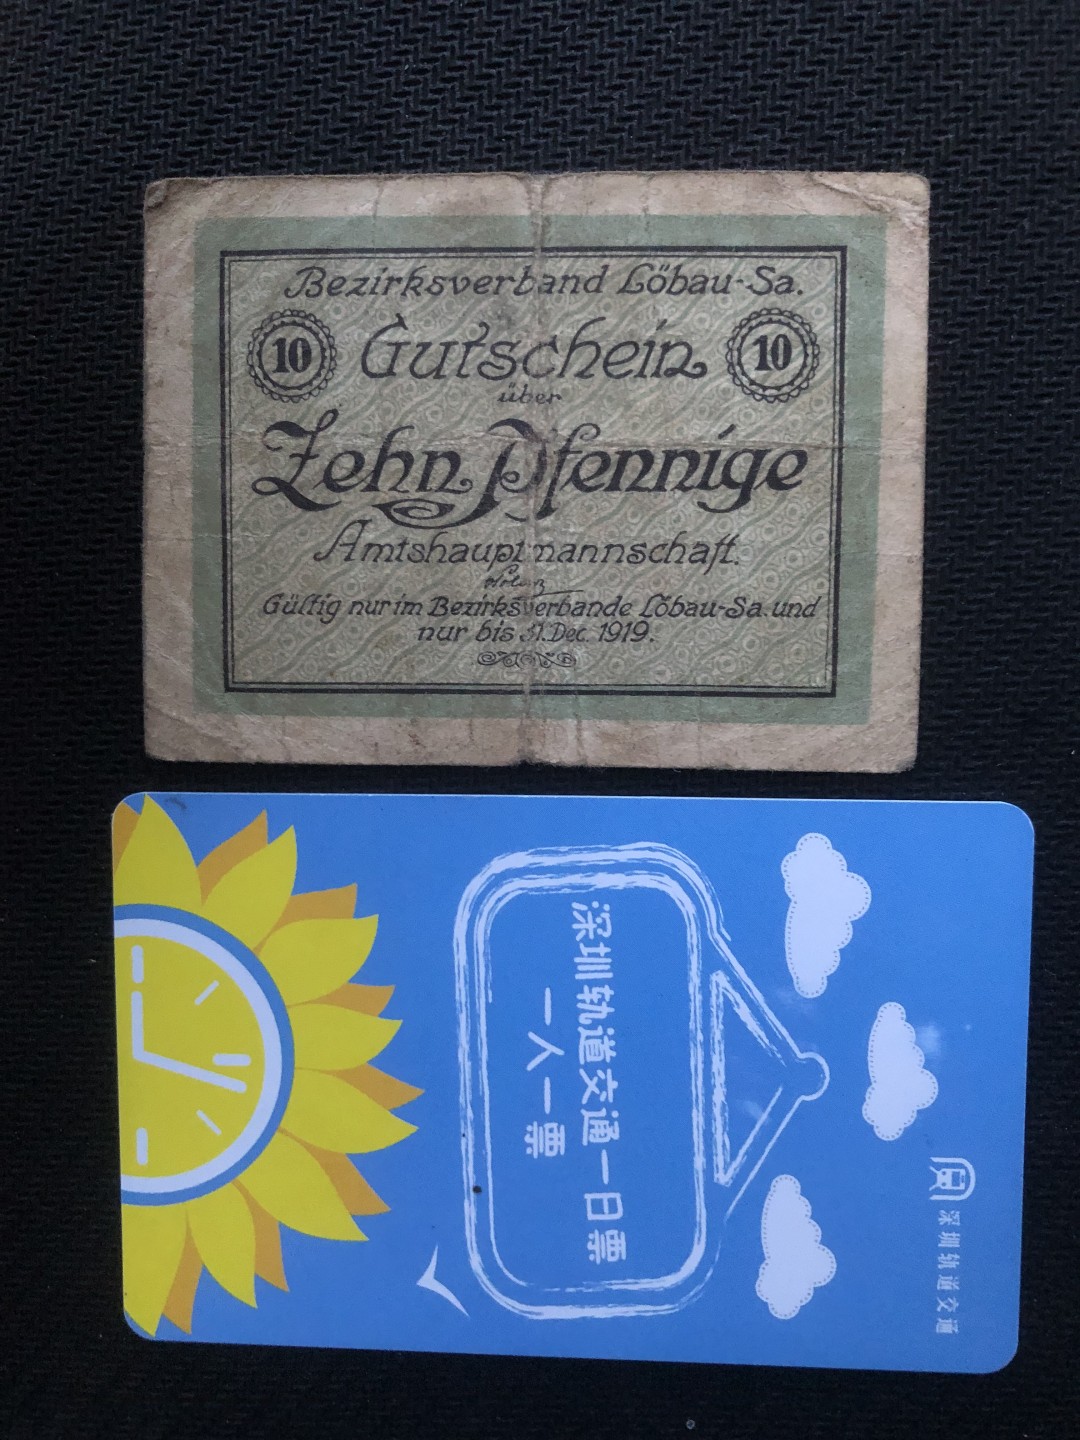 Bezirksverband Löbau-Sa.
10 Gutschein 10
über
Zehn Pfennige
Amtshauptmannschaft.
Gültig nur im Bezirksverbande Löbau-Sa. und
nur bis 31. Dec. 1919.
深圳轨道交通
深圳轨道交通一日票
一人一票